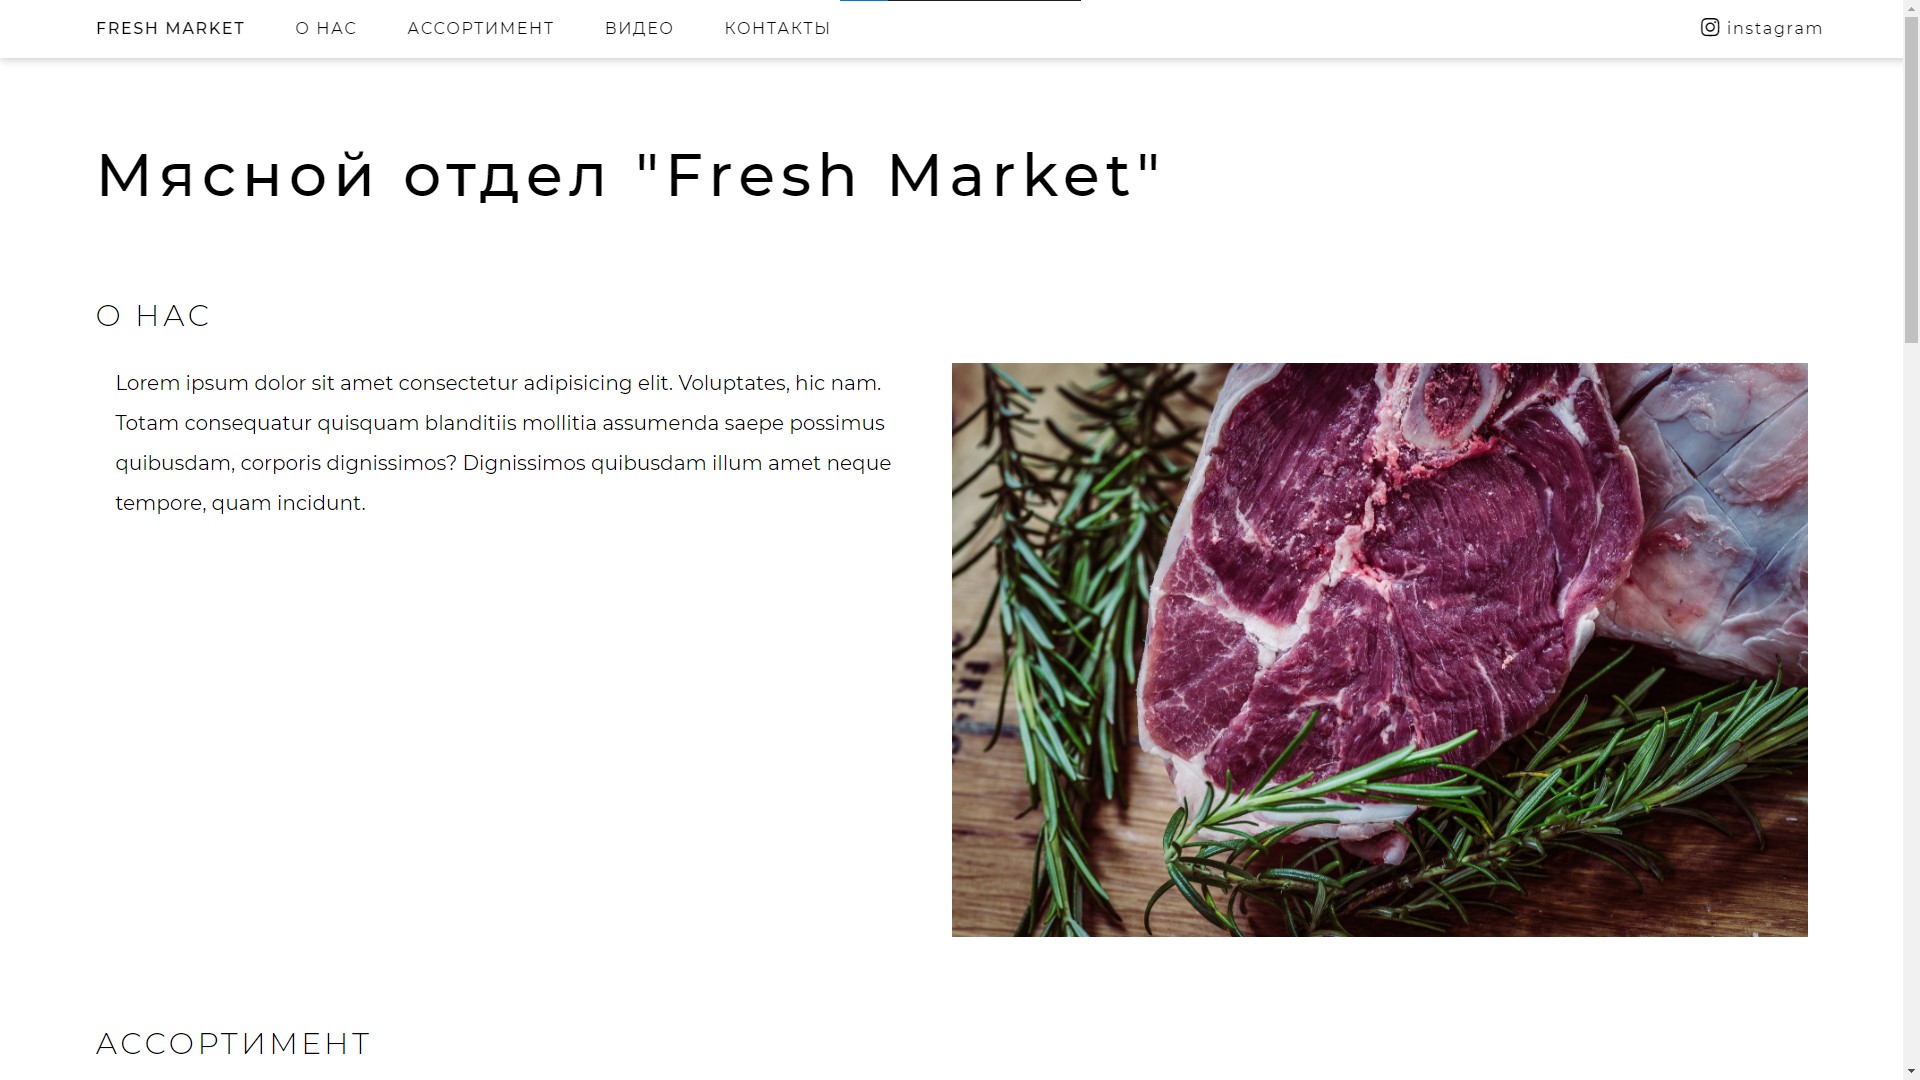 FRESH MARKET О НАС АССОРТИМЕНТ ВИДЕО КОНТАКТЫ instagram
Мясной отдел "Fresh Market"
О НАС
Lorem ipsum dolor sit amet consectetur adipisicing elit. Voluptates, hic nam.
Totam consequatur quisquam blanditiis mollitia assumenda saepe possimus
quibusdam, corporis dignissimos? Dignissimos quibusdam illum amet neque
tempore, quam incidunt.
АССОРТИМЕНТ